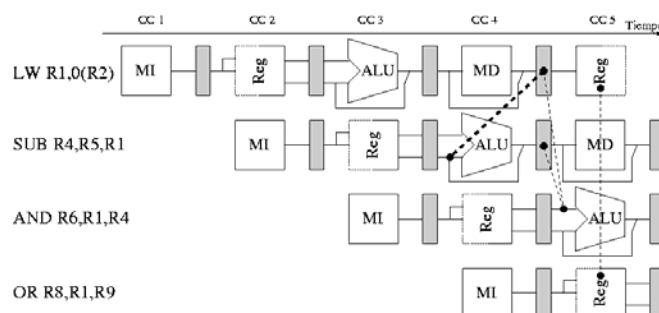 CC 1 CC 2 CC 3 CC 4 CC 5
Tiempo
LW R1,0(R2) MI Reg ALU MD Reg
SUB R4,R5,R1 MI Reg ALU MD
AND R6,R1,R4 MI Reg ALU
OR R8,R1,R9 MI Reg